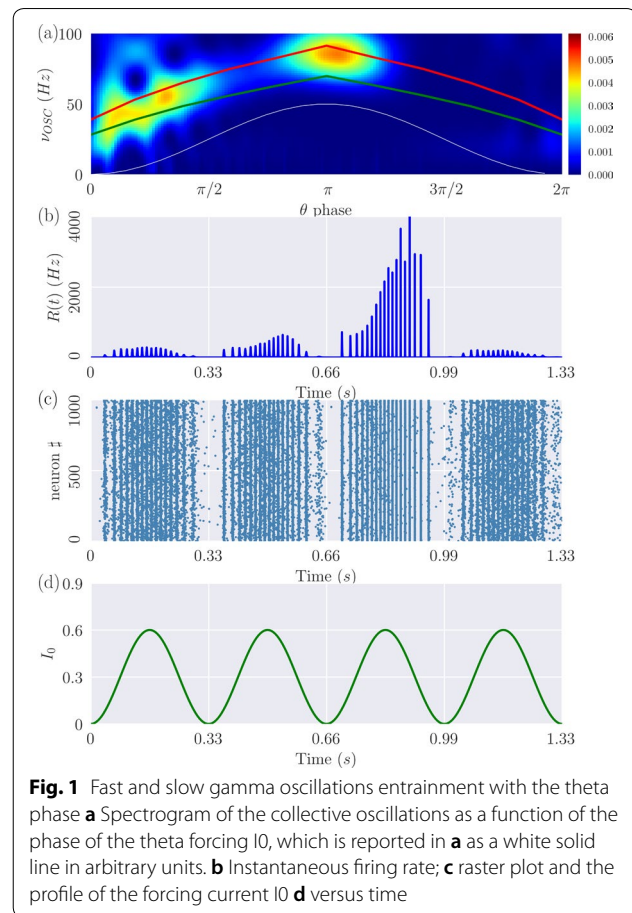 (a)
100
50
0
ν_OSC (Hz)
0 π/2 π 3π/2 2π
θ phase
0.006
0.005
0.004
0.003
0.002
0.001
0.000
(b)
4000
2000
0
R(t) (Hz)
0 0.33 0.66 0.99 1.33
Time (s)
(c)
1000
500
0
neuron ♯
0 0.33 0.66 0.99 1.33
Time (s)
(d)
0.9
0.6
0.3
0
I₀
0 0.33 0.66 0.99 1.33
Time (s)
Fig. 1 Fast and slow gamma oscillations entrainment with the theta
phase a Spectrogram of the collective oscillations as a function of the
phase of the theta forcing I0, which is reported in a as a white solid
line in arbitrary units. b Instantaneous firing rate; c raster plot and the
profile of the forcing current I0 d versus time